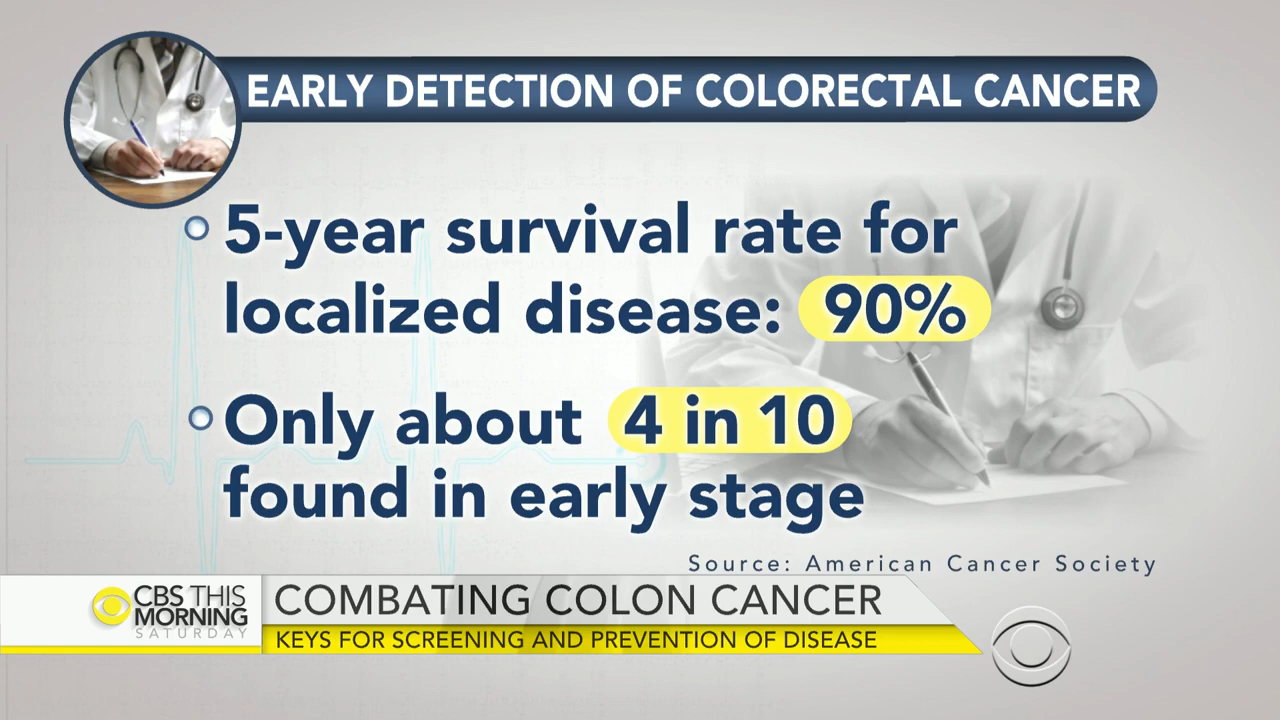 EARLY DETECTION OF COLORECTAL CANCER
5-year survival rate for
localized disease: 90%
Only about 4 in 10
found in early stage
Source: American Cancer Society
CBS THIS
MORNING
SATURDAY
COMBATING COLON CANCER
KEYS FOR SCREENING AND PREVENTION OF DISEASE